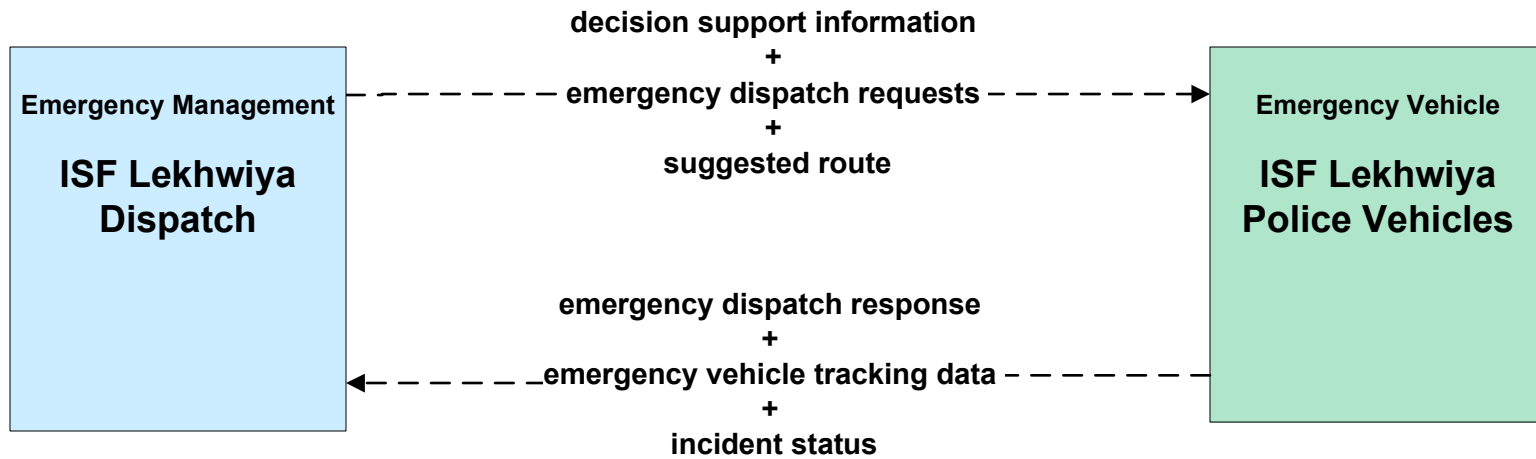 decision support information
+
emergency dispatch requests
+
suggested route
Emergency Management
ISF Lekhwiya
Dispatch
Emergency Vehicle
ISF Lekhwiya
Police Vehicles
emergency dispatch response
+
emergency vehicle tracking data
+
incident status